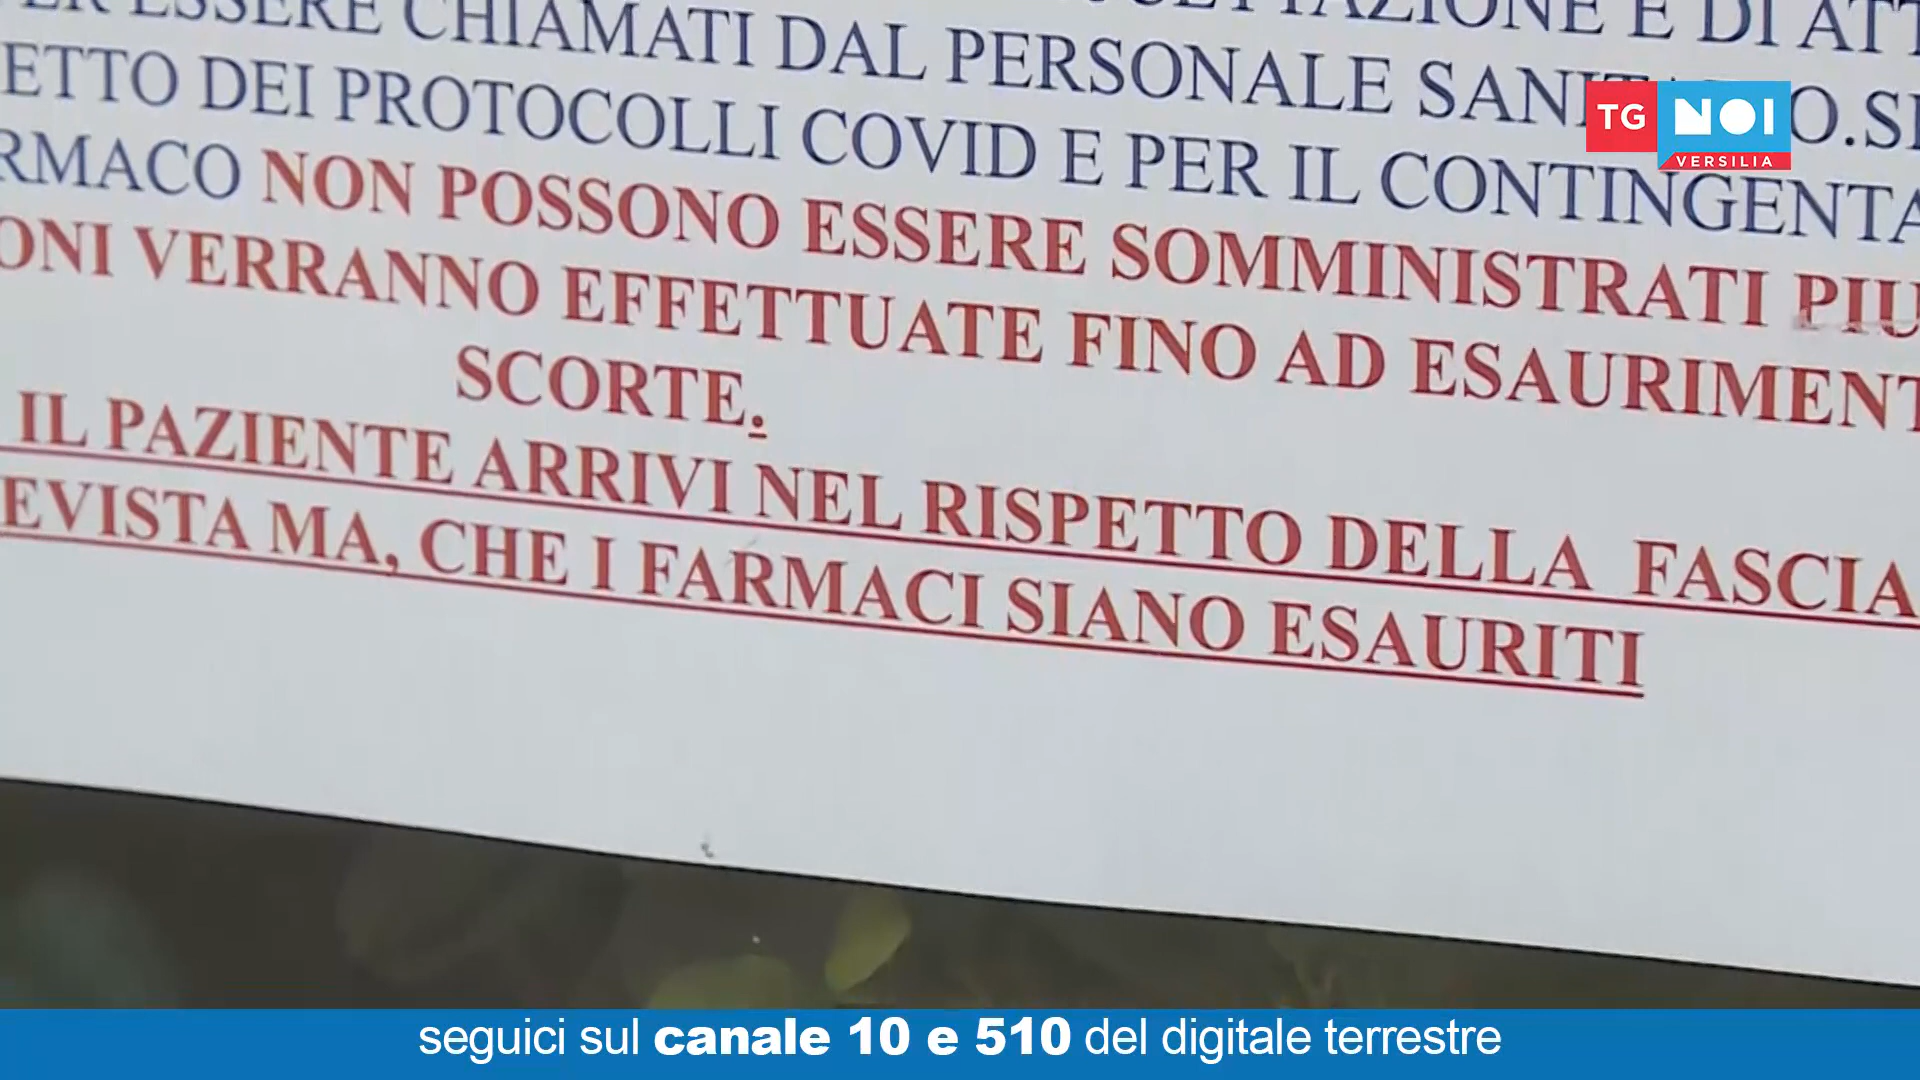 ESSERE CHIAMATI DAL PERSONALE
ETTO DEI PROTOCOLLI COVID E PER IL CONTINGENTA
RMACO NON POSSONO ESSERE SOMMINISTRATI PIU
ONI VERRANNO EFFETTUATE FINO AD ESAURIMENT
SCORTE.
IL PAZIENTE ARRIVI NEL RISPETTO DELLA FASCIA
EVISTA MA, CHE I FARMACI SIANO ESAURITI
TG NOI
VERSILIA
seguici sul canale 10 e 510 del digitale terrestre